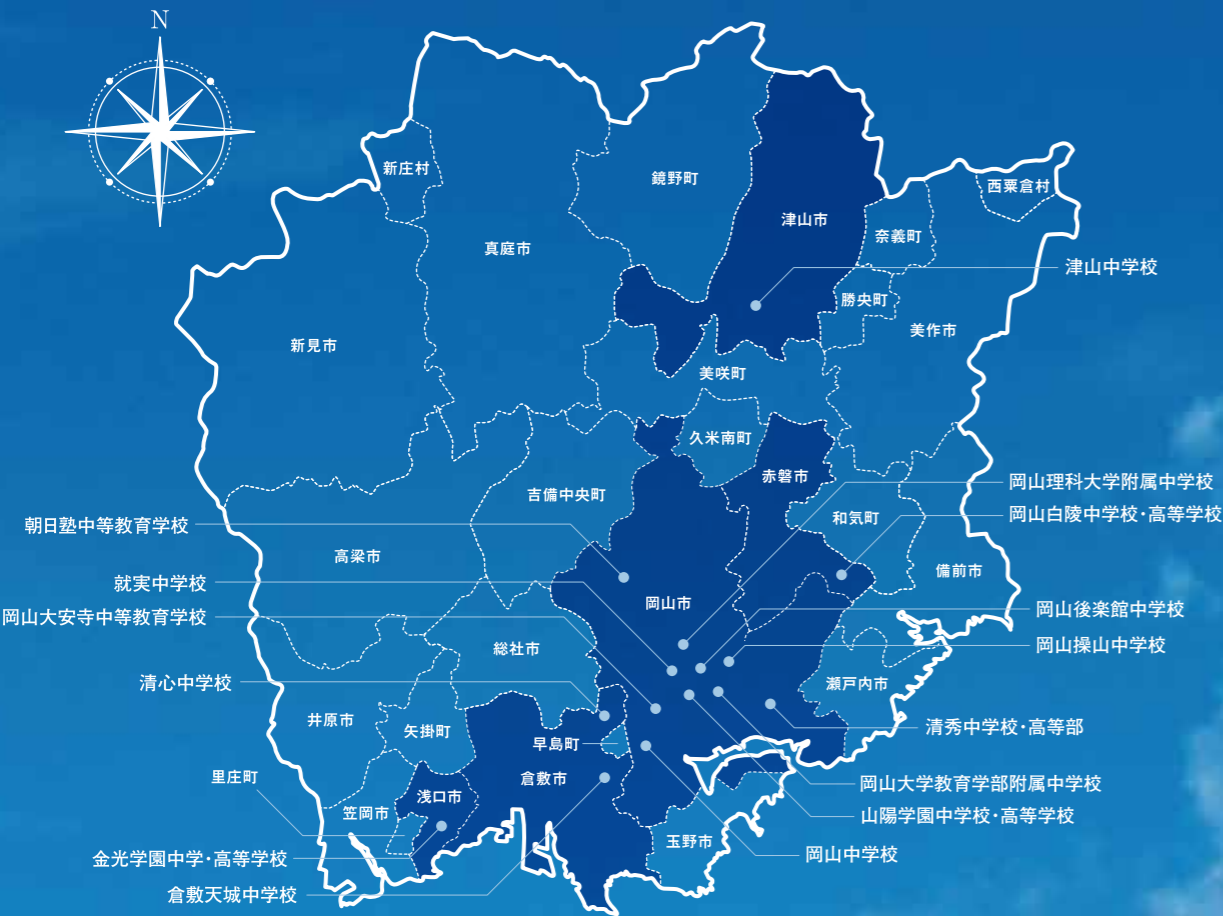 N
新庄村
鏡野町
西粟倉村
津山市
奈義町
真庭市
津山中学校
勝央町
美作市
新見市
美咲町
久米南町
赤磐市
岡山理科大学附属中学校
吉備中央町
岡山白陵中学校・高等学校
和気町
朝日塾中等教育学校
高梁市
備前市
就実中学校
岡山市
岡山後楽館中学校
岡山大安寺中等教育学校
岡山操山中学校
総社市
清心中学校
瀬戸内市
井原市
清秀中学校・高等部
矢掛町
早島町
里庄町
倉敷市
岡山大学教育学部附属中学校
浅口市
笠岡市
山陽学園中学校・高等学校
玉野市
岡山中学校
金光学園中学・高等学校
倉敷天城中学校